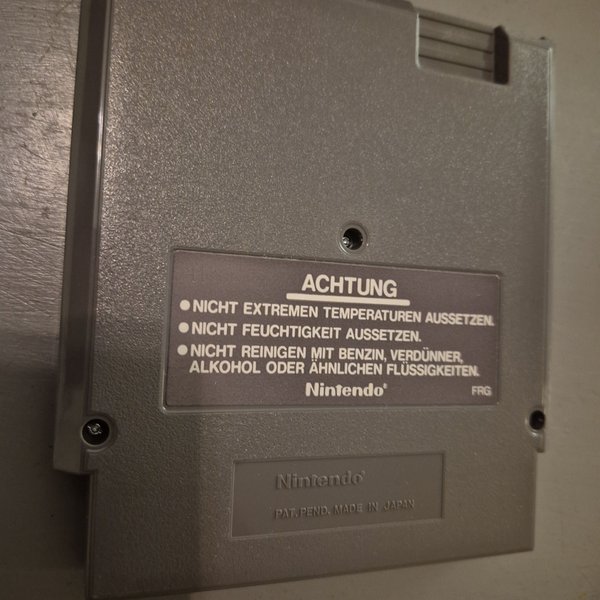 ACHTUNG
●NICHT EXTREMEN TEMPERATUREN AUSSETZEN.
●NICHT FEUCHTIGKEIT AUSSETZEN.
●NICHT REINIGEN MIT BENZIN, VERDÜNNER,
ALKOHOL ODER ÄHNLICHEN FLÜSSIGKEITEN.
Nintendo®
FRG
Nintendo®
PAT. PEND. MADE IN JAPAN